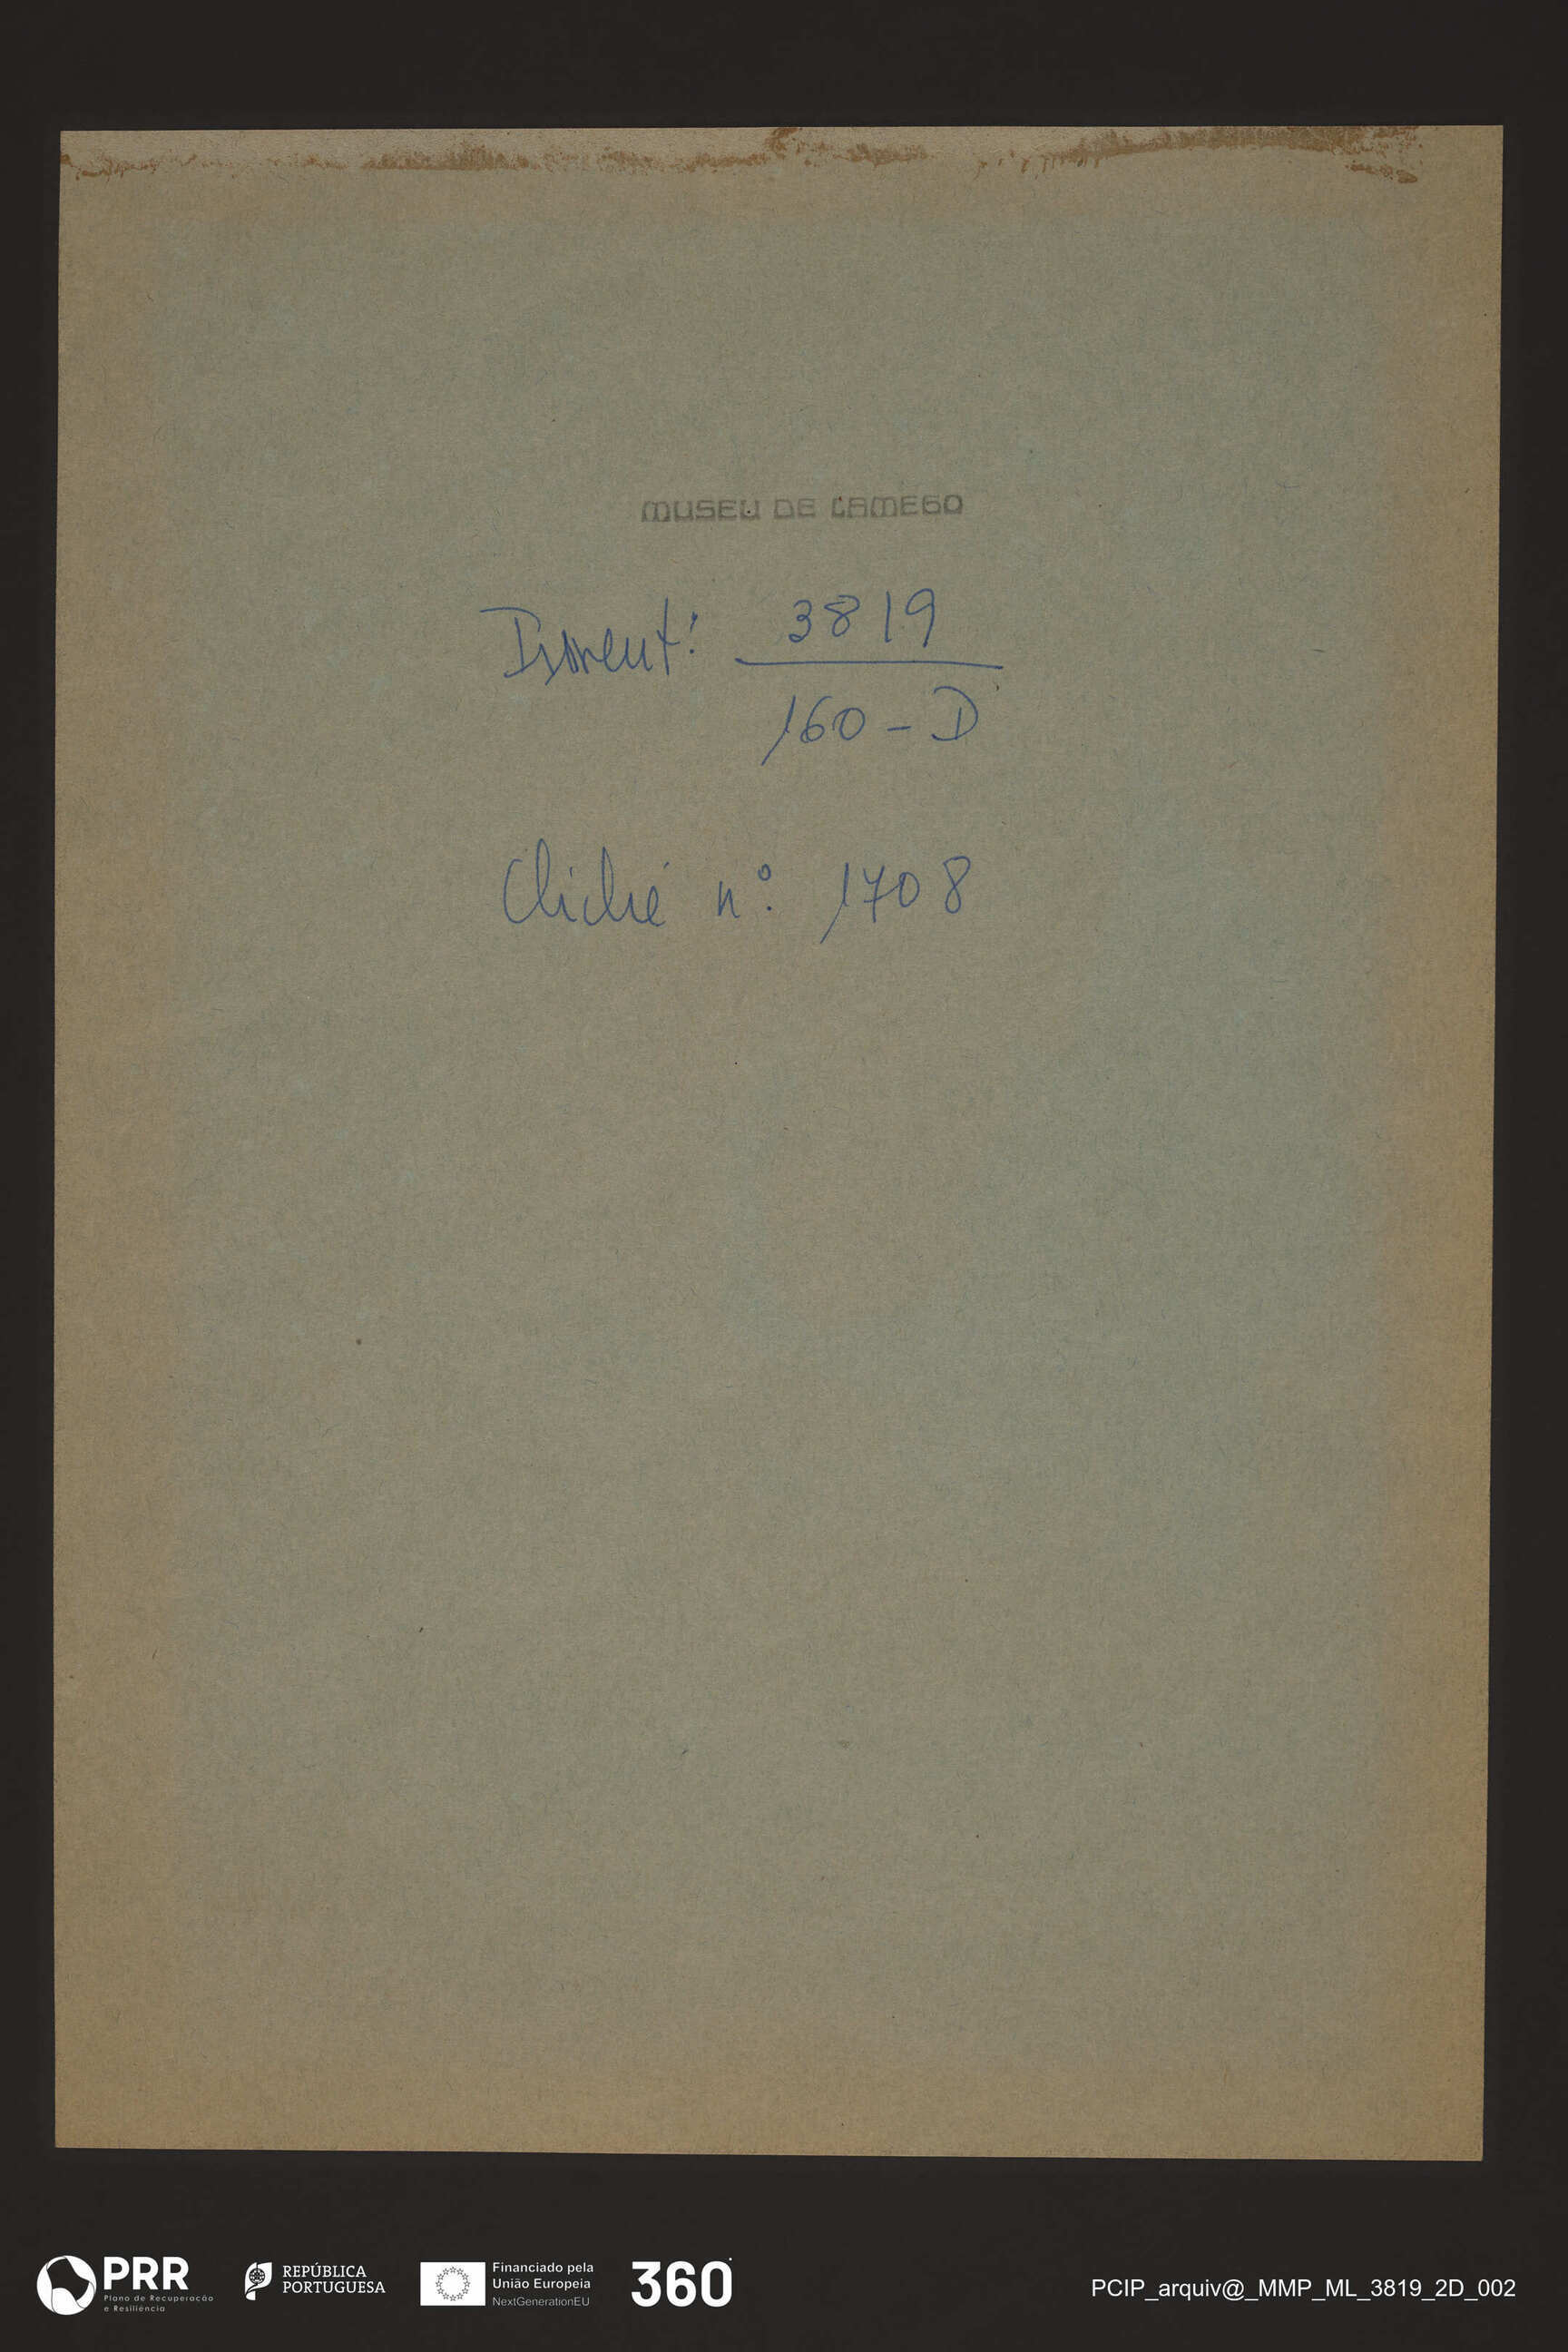 MUSEU DE LAMEGO
Invent: 3819
160 - D
Cliché nº. 1708
PRR
Plano de Recuperação
e Resiliência
REPÚBLICA
PORTUGUESA
Financiado pela
União Europeia
NextGenerationEU
360
PCIP_arquiv@_MMP_ML_3819_2D_002